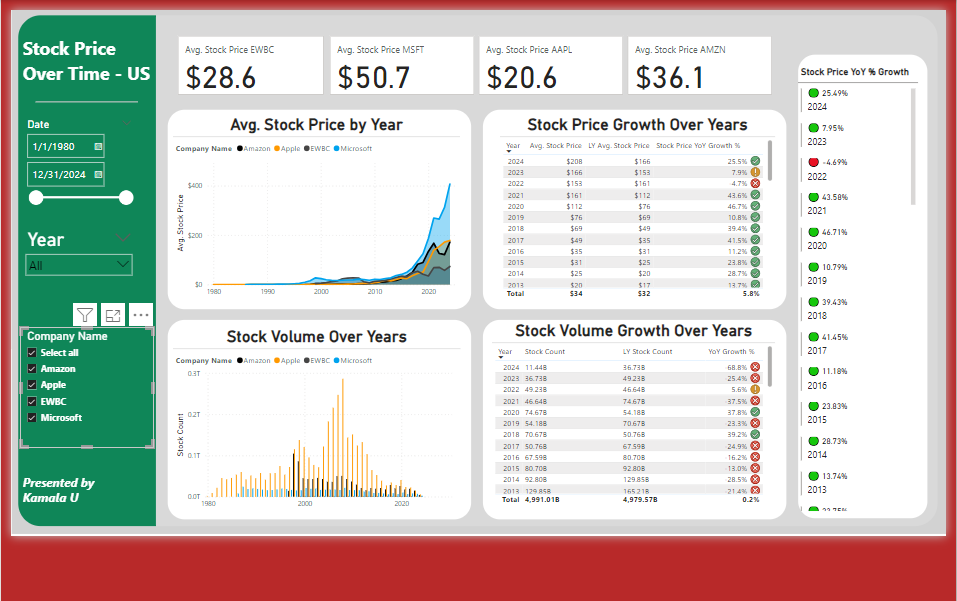 Stock Price
Over Time - US
Date
1/1/1980
12/31/2024
Year
All
Company Name
Select all
Amazon
Apple
EWBC
Microsoft
Presented by
Kamala U
Avg. Stock Price EWBC
$28.6
Avg. Stock Price MSFT
$50.7
Avg. Stock Price AAPL
$20.6
Avg. Stock Price AMZN
$36.1
Avg. Stock Price by Year
Company Name Amazon Apple EWBC Microsoft
Avg. Stock Price
$400
$200
$0
1980 1990 2000 2010 2020
Stock Price Growth Over Years
Year Avg. Stock Price LY Avg. Stock Price Stock Price YoY Growth %
2024 $208 $166 25.5%
2023 $166 $153 7.9%
2022 $153 $161 4.7%
2021 $161 $112 43.6%
2020 $112 $76 46.7%
2019 $76 $69 10.8%
2018 $69 $49 39.4%
2017 $49 $35 41.5%
2016 $35 $31 11.2%
2015 $31 $25 23.8%
2014 $25 $20 28.7%
2013 $20 $17 13.7%
Total $34 $32 5.8%
Stock Volume Over Years
Company Name Amazon Apple EWBC Microsoft
Stock Count
0.3T
0.2T
0.1T
0.0T
1980 2000 2020
Stock Volume Growth Over Years
Year Stock Count LY Stock Count YoY Growth %
2024 11.44B 36.73B -68.8%
2023 36.73B 49.23B -25.4%
2022 49.23B 46.64B 5.6%
2021 46.64B 74.67B -37.5%
2020 74.67B 54.18B 37.8%
2019 54.18B 70.67B -23.3%
2018 70.67B 50.76B 39.2%
2017 50.76B 67.59B -24.9%
2016 67.59B 80.70B -16.2%
2015 80.70B 92.80B -13.0%
2014 92.80B 129.85B -28.5%
2013 129.85B 165.21B -21.4%
Total 4,991.01B 4,979.57B 0.2%
Stock Price YoY % Growth
25.49%
2024
7.95%
2023
-4.69%
2022
43.58%
2021
46.71%
2020
10.79%
2019
39.43%
2018
41.45%
2017
11.18%
2016
23.83%
2015
28.73%
2014
13.74%
2013